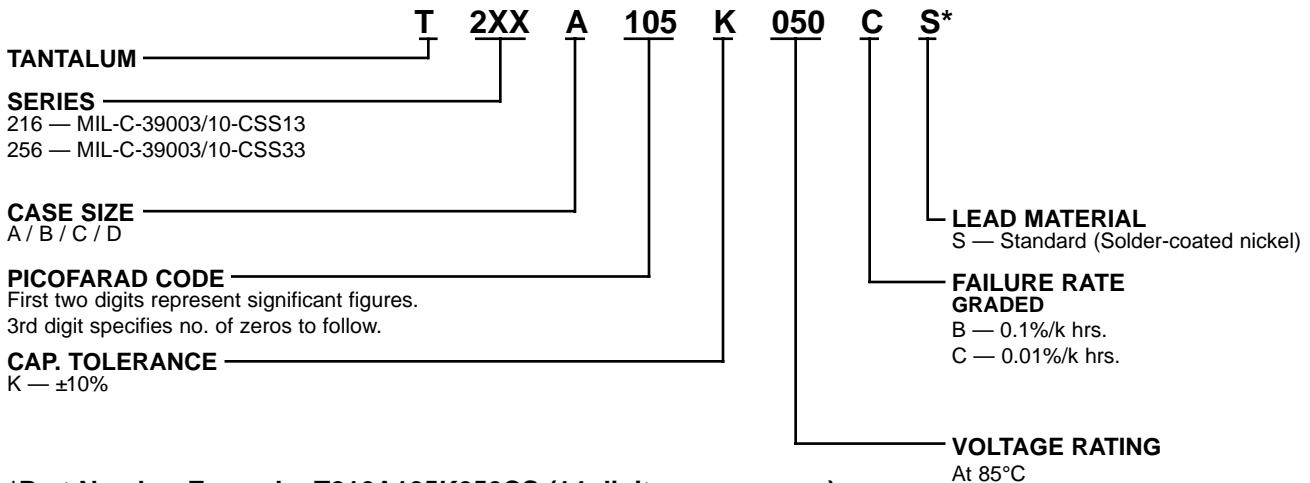 T 2XX A 105 K 050 C S*
TANTALUM
SERIES
216 — MIL-C-39003/10-CSS13
256 — MIL-C-39003/10-CSS33
CASE SIZE
A / B / C / D
PICOFARAD CODE
First two digits represent significant figures.
3rd digit specifies no. of zeros to follow.
CAP. TOLERANCE
K — ±10%
LEAD MATERIAL
S — Standard (Solder-coated nickel)
FAILURE RATE
GRADED
B — 0.1%/k hrs.
C — 0.01%/k hrs.
VOLTAGE RATING
At 85°C